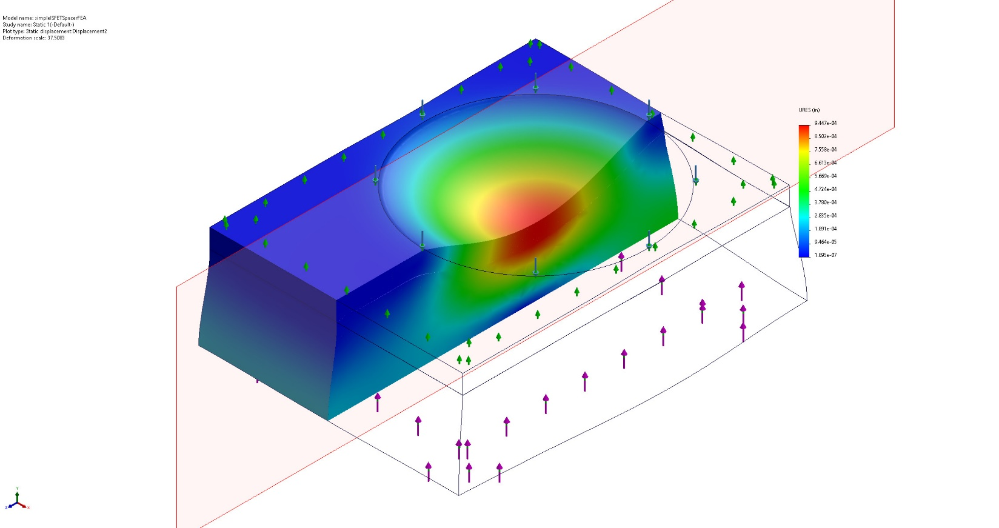 Model name: simpleISFETSpacerFEA
Study name: Static 1(-Default-)
Plot type: Static displacement Displacement2
Deformation scale: 37.5083
URES (in)
9.447e-04
8.502e-04
7.558e-04
6.613e-04
5.669e-04
4.724e-04
3.780e-04
2.835e-04
1.891e-04
9.464e-05
1.895e-07
Y
Z
X